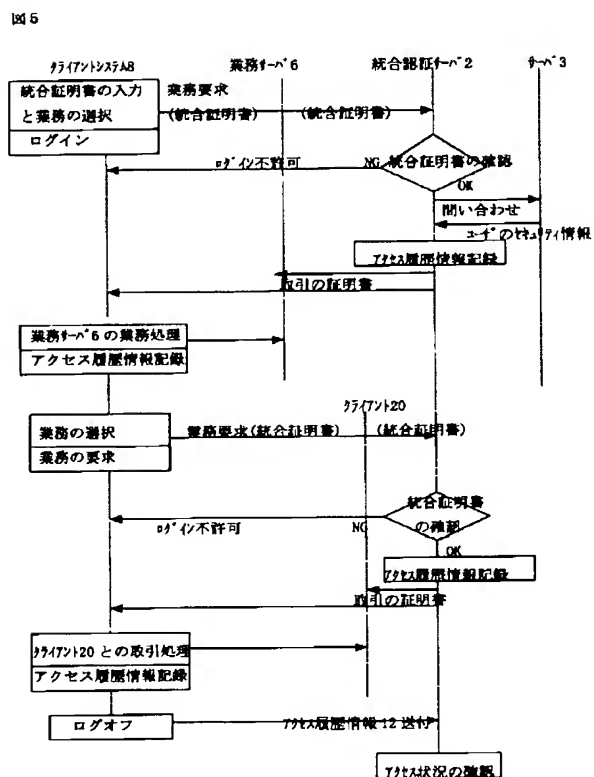 図5
クライアントシステム8 業務サーバ6 統合認証サーバ2 サーバ3
統合証明書の入力
と業務の選択
ログイン
業務要求
(統合証明書) (統合証明書)
ログイン不許可 NG 統合証明書の確認
OK
問い合わせ
ユーザのセキュリティ情報
アクセス履歴情報記録
取引の証明書
業務サーバ6の業務処理
アクセス履歴情報記録
クライアント20
業務の選択
業務の要求
業務要求(統合証明書) (統合証明書)
統合証明書
の確認
ログイン不許可 NG
OK
アクセス履歴情報記録
取引の証明書
クライアント20との取引処理
アクセス履歴情報記録
ログオフ
アクセス履歴情報12送付
アクセス状況の確認